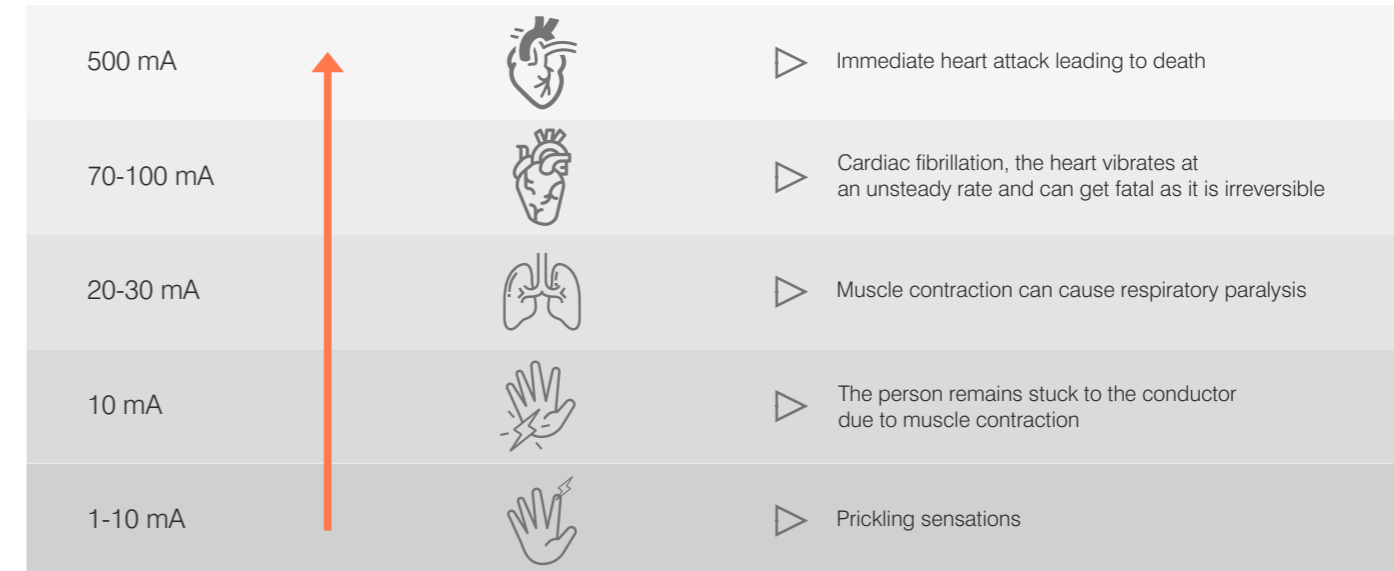 500 mA
Immediate heart attack leading to death
70-100 mA
Cardiac fibrillation, the heart vibrates at
an unsteady rate and can get fatal as it is irreversible
20-30 mA
Muscle contraction can cause respiratory paralysis
10 mA
The person remains stuck to the conductor
due to muscle contraction
1-10 mA
Prickling sensations